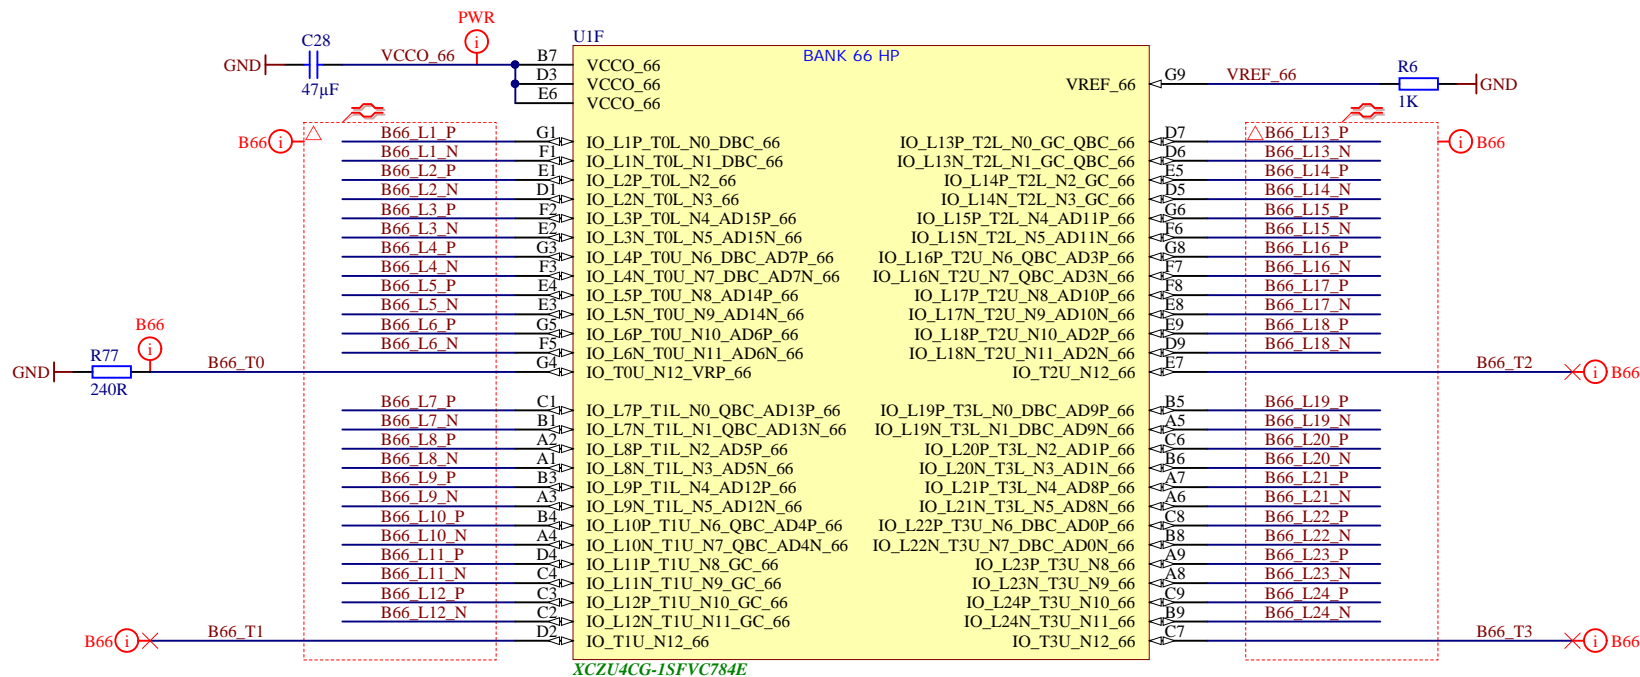 PWR
U1F
BANK 66 HP
C28
GND
47µF
VCCO_66
B7 VCCO_66
D3 VCCO_66
E6 VCCO_66
VREF_66 G9 VREF_66
R6
1K
GND
B66
B66_L1_P G1 IO_L1P_T0L_N0_DBC_66
B66_L1_N F1 IO_L1N_T0L_N1_DBC_66
B66_L2_P E1 IO_L2P_T0L_N2_66
B66_L2_N D1 IO_L2N_T0L_N3_66
B66_L3_P F2 IO_L3P_T0L_N4_AD15P_66
B66_L3_N E2 IO_L3N_T0L_N5_AD15N_66
B66_L4_P G3 IO_L4P_T0U_N6_DBC_AD7P_66
B66_L4_N F3 IO_L4N_T0U_N7_DBC_AD7N_66
B66_L5_P E4 IO_L5P_T0U_N8_AD14P_66
B66_L5_N E3 IO_L5N_T0U_N9_AD14N_66
B66_L6_P G5 IO_L6P_T0U_N10_AD6P_66
B66_L6_N F5 IO_L6N_T0U_N11_AD6N_66
B66
GND
R77
240R
B66_T0 G4 IO_T0U_N12_VRP_66
B66_L7_P C1 IO_L7P_T1L_N0_QBC_AD13P_66
B66_L7_N B1 IO_L7N_T1L_N1_QBC_AD13N_66
B66_L8_P A2 IO_L8P_T1L_N2_AD5P_66
B66_L8_N A1 IO_L8N_T1L_N3_AD5N_66
B66_L9_P B3 IO_L9P_T1L_N4_AD12P_66
B66_L9_N A3 IO_L9N_T1L_N5_AD12N_66
B66_L10_P B4 IO_L10P_T1U_N6_QBC_AD4P_66
B66_L10_N A4 IO_L10N_T1U_N7_QBC_AD4N_66
B66_L11_P D4 IO_L11P_T1U_N8_GC_66
B66_L11_N C4 IO_L11N_T1U_N9_GC_66
B66_L12_P C3 IO_L12P_T1U_N10_GC_66
B66_L12_N C2 IO_L12N_T1U_N11_GC_66
B66 B66_T1 D2 IO_T1U_N12_66
IO_L13P_T2L_N0_GC_QBC_66 D7 B66_L13_P
B66
IO_L13N_T2L_N1_GC_QBC_66 D6 B66_L13_N
IO_L14P_T2L_N2_GC_66 E5 B66_L14_P
IO_L14N_T2L_N3_GC_66 D5 B66_L14_N
IO_L15P_T2L_N4_AD11P_66 G6 B66_L15_P
IO_L15N_T2L_N5_AD11N_66 F6 B66_L15_N
IO_L16P_T2U_N6_QBC_AD3P_66 G8 B66_L16_P
IO_L16N_T2U_N7_QBC_AD3N_66 F7 B66_L16_N
IO_L17P_T2U_N8_AD10P_66 F8 B66_L17_P
IO_L17N_T2U_N9_AD10N_66 E8 B66_L17_N
IO_L18P_T2U_N10_AD2P_66 E9 B66_L18_P
IO_L18N_T2U_N11_AD2N_66 D9 B66_L18_N
IO_T2U_N12_66 E7 B66_T2 B66
IO_L19P_T3L_N0_DBC_AD9P_66 B5 B66_L19_P
IO_L19N_T3L_N1_DBC_AD9N_66 A5 B66_L19_N
IO_L20P_T3L_N2_AD1P_66 C6 B66_L20_P
IO_L20N_T3L_N3_AD1N_66 B6 B66_L20_N
IO_L21P_T3L_N4_AD8P_66 A7 B66_L21_P
IO_L21N_T3L_N5_AD8N_66 A6 B66_L21_N
IO_L22P_T3U_N6_DBC_AD0P_66 C8 B66_L22_P
IO_L22N_T3U_N7_DBC_AD0N_66 B8 B66_L22_N
IO_L23P_T3U_N8_66 A9 B66_L23_P
IO_L23N_T3U_N9_66 A8 B66_L23_N
IO_L24P_T3U_N10_66 C9 B66_L24_P
IO_L24N_T3U_N11_66 B9 B66_L24_N
IO_T3U_N12_66 C7 B66_T3 B66
XCZU4CG-1SFVC784E